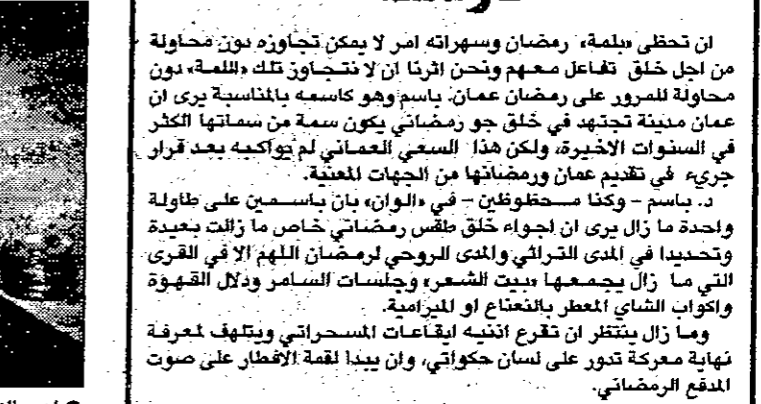 ان تحظى «بلمة» رمضان وسهراته امر لا يمكن تجاوزه دون محاولة
من اجل خلق تفاعل معهم ونحن اثرنا ان لا نتجاوز تلك «اللمة» دون
محاولة للمرور على رمضان عمان. باسم وهو كاسمه بالمناسبة يرى ان
عمان مدينة تجتهد في خلق جو رمضاني يكون سمة من سماتها الكثر
في السنوات الاخيرة، ولكن هذا السعي العماني لم يواكبه بعد قرار
جريء في تقديم عمان ورمضانها من الجهات المعنية.
د. باسم - وكنا مـحظوظين - في «الوان» بان ياسـمين على طاولة
واحدة ما زال يرى ان اجواء خلق طقس رمضاني خاص ما زالت بعيدة
وتحديدا في المدى التراثي والمدى الروحي لرمضان اللهم الا في القرى
التي ما زال يجمعها «بيت الشعر» وجلسات السامر ودلال القهوة
واكواب الشاي المعطر بالنعناع او الميرامية.
وما زال ينتظر ان تقرع اذنيه ايقاعات المسحراتي ويتلهف لمعرفة
نهاية معركة تدور على لسان حكواتي، وان يبدا لقمة الافطار على صوت
المدفع الرمضاني.